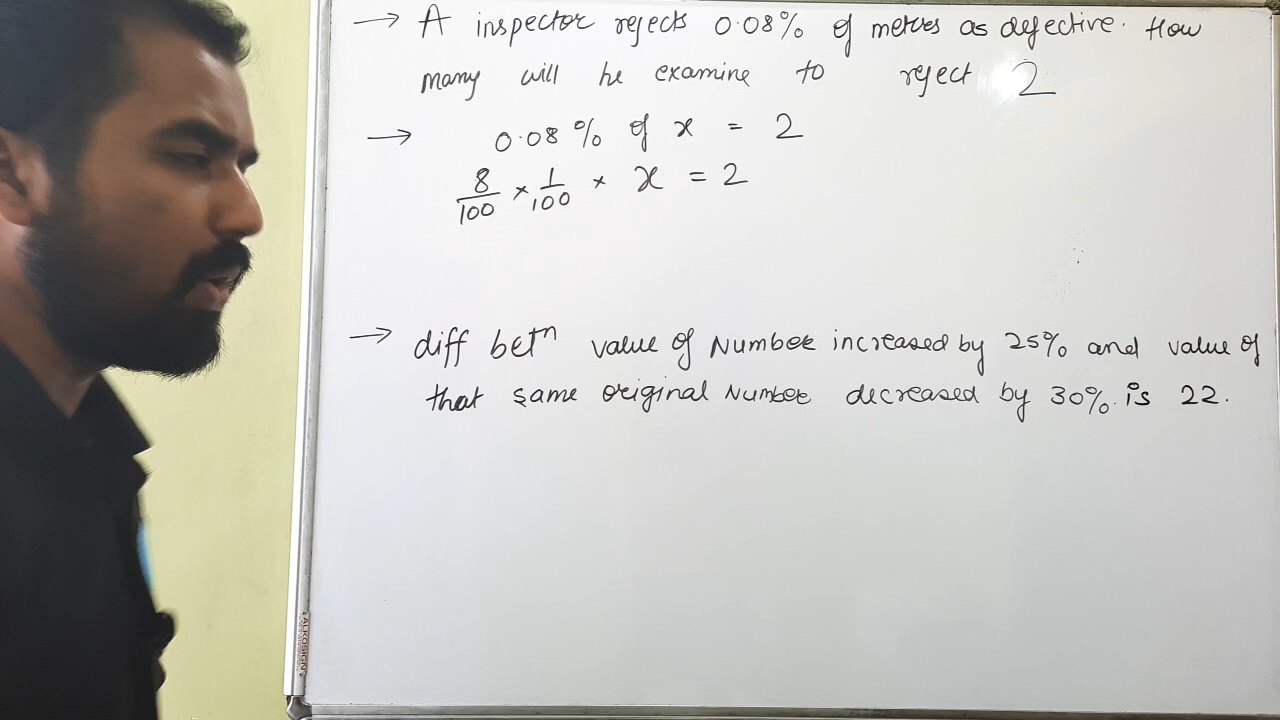 → A inspector rejects 0.08% of metres as defective. How
many will he examine to reject 2
→ 0.08% of x = 2
8/100 × 1/100 × x = 2
→ diff betⁿ value of Number increased by 25% and value of
that same original Number decreased by 30%. is 22.
ALKOSIGN